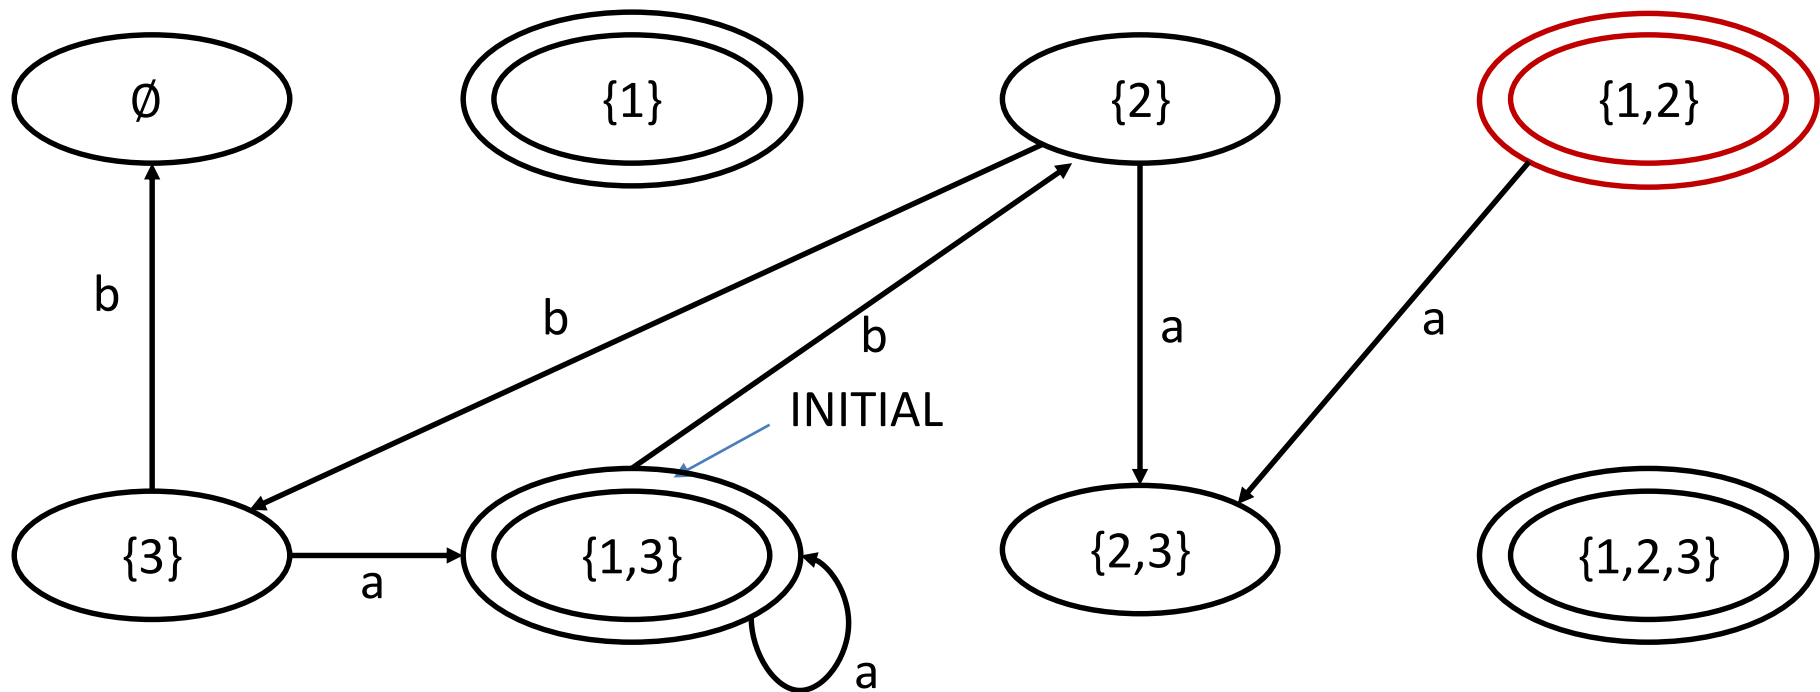 Ø {1} {2} {1,2}
b b b a a
INITIAL
{3} a {1,3} {2,3} {1,2,3}
a